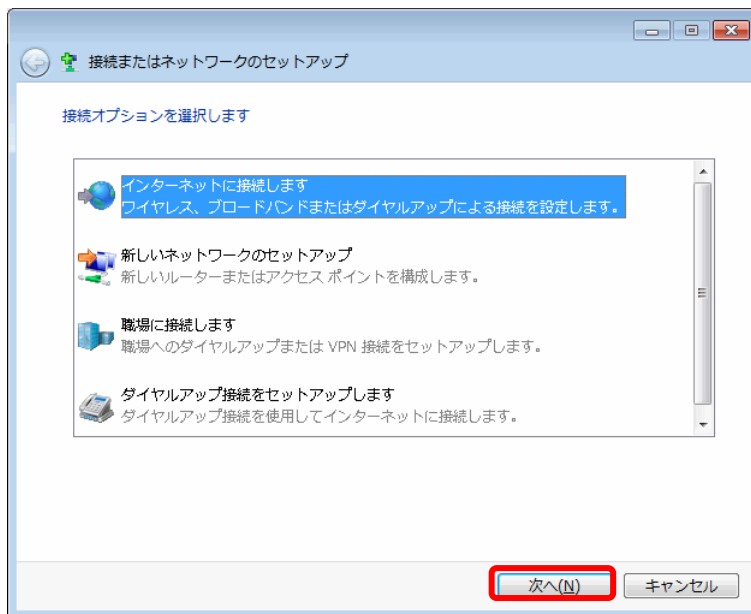 接続またはネットワークのセットアップ
接続オプションを選択します
インターネットに接続します
ワイヤレス、ブロードバンドまたはダイヤルアップによる接続を設定します。
新しいネットワークのセットアップ
新しいルーターまたはアクセス ポイントを構成します。
職場に接続します
職場へのダイヤルアップまたは VPN 接続をセットアップします。
ダイヤルアップ接続をセットアップします
ダイヤルアップ接続を使用してインターネットに接続します。
次へ(N)
キャンセル